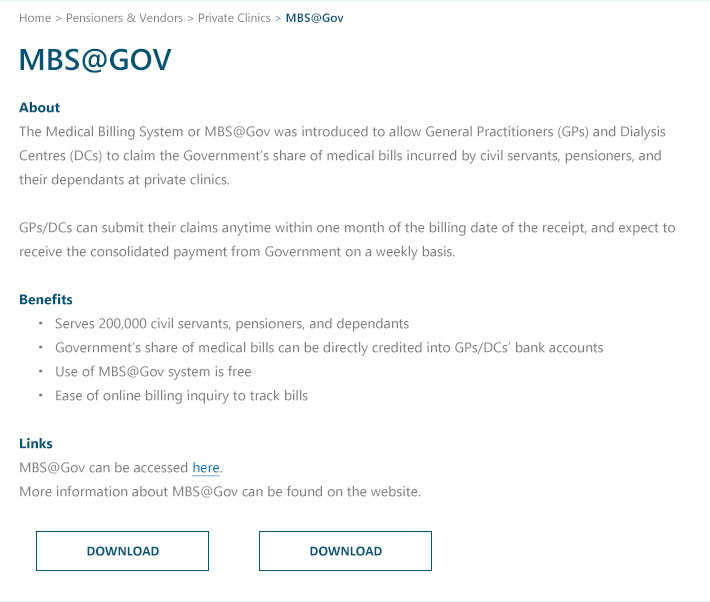 Home > Pensioners & Vendors > Private Clinics > MBS@Gov
MBS@GOV
About
The Medical Billing System or MBS@Gov was introduced to allow General Practitioners (GPs) and Dialysis
Centres (DCs) to claim the Government's share of medical bills incurred by civil servants, pensioners, and
their dependants at private clinics.
GPs/DCs can submit their claims anytime within one month of the billing date of the receipt, and expect to
receive the consolidated payment from Government on a weekly basis.
Benefits
• Serves 200,000 civil servants, pensioners, and dependants
• Government's share of medical bills can be directly credited into GPs/DCs' bank accounts
• Use of MBS@Gov system is free
• Ease of online billing inquiry to track bills
Links
MBS@Gov can be accessed here.
More information about MBS@Gov can be found on the website.
DOWNLOAD DOWNLOAD